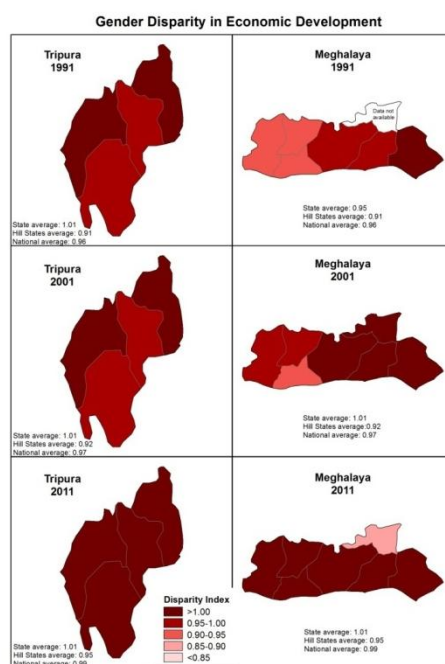 Gender Disparity in Economic Development
Tripura
1991
State average: 1.01
Hill States average: 0.91
National average: 0.96
Meghalaya
1991
Data not
available
State average: 0.95
Hill States average: 0.91
National average: 0.96
Tripura
2001
State average: 1.01
Hill States average: 0.92
National average: 0.97
Meghalaya
2001
State average: 1.01
Hill States average:0.92
National average: 0.97
Tripura
2011
State average: 1.01
Hill States average: 0.95
National average: 0.99
Meghalaya
2011
State average: 1.01
Hill States average: 0.95
National average: 0.99
Disparity Index
>1.00
0.95-1.00
0.90-0.95
0.85-0.90
<0.85